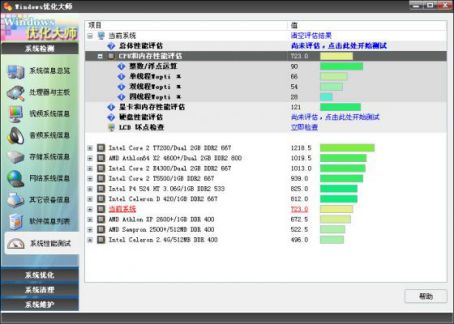 Windows优化大师
Windows
优化大师
系统检测
系统信息总览
处理器与主板
视频系统信息
音频系统信息
存储系统信息
网络系统信息
其它设备信息
软件信息列表
系统性能测试
系统优化
系统清理
系统维护
项目 值
当前系统 清空评估结果
总体性能评估 尚未评估，点击此处开始测试
CPU和内存性能评估 723.0
整数/浮点运算 90
单线程Wopti π 66
双线程Wopti π 54
四线程Wopti π 28
显卡和内存性能评估 121
硬盘性能评估 尚未评估，点击此处开始测试
LCD 坏点检查 立即检查
Intel Core 2 T7200/Dual 2GB DDR2 667 1218.5
AMD Athlon64 X2 4600+/Dual 2GB DDR2 800 1019.5
Intel Core 2 E4300/Dual 2GB DDR2 667 1013.0
Intel Core 2 T5500/1GB DDR2 667 939.0
Intel P4 524 HT 3.06G/1GB DDR2 533 825.0
Intel Celeron D 420/1GB DDR2 667 812.0
当前系统 723.0
AMD Athlon XP 2600+/1GB DDR 400 672.5
AMD Sempron 2500+/512MB DDR 400 522.5
Intel Celeron 2.4G/512MB DDR 400 496.0
帮助